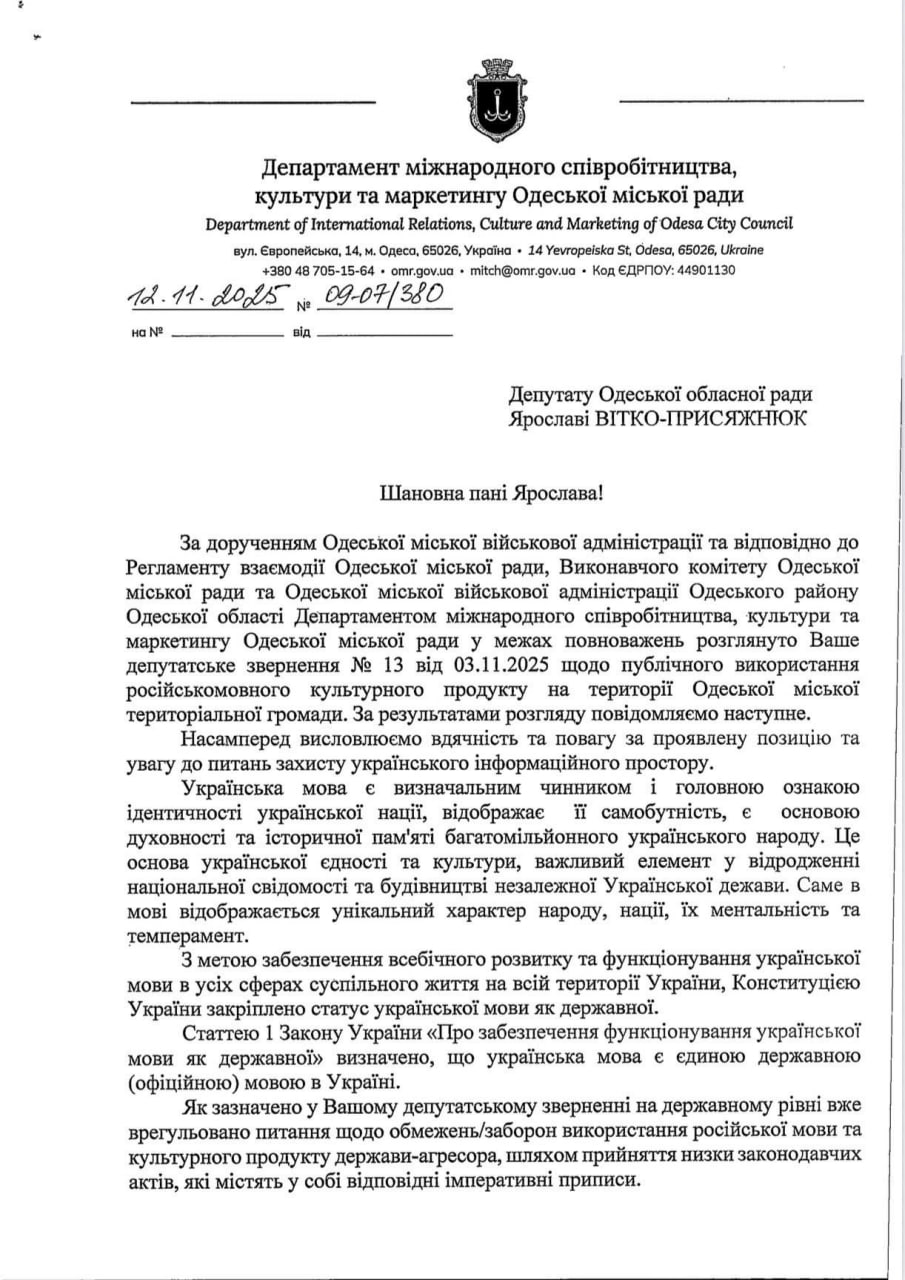 Департамент міжнародного співробітництва,
культури та маркетингу Одеської міської ради
Department of International Relations, Culture and Marketing of Odesa City Council
вул. Європейська, 14, м. Одеса, 65026, Україна • 14 Yevropeiska St, Odesa, 65026, Ukraine
+380 48 705-15-64 • omr.gov.ua • mitch@omr.gov.ua • Код ЄДРПОУ: 44901130
12.11.2025 № 09-07/380
на № ____________ від ____________
Депутату Одеської обласної ради
Ярославі ВІТКО-ПРИСЯЖНЮК
Шановна пані Ярослава!
За дорученням Одеської міської військової адміністрації та відповідно до
Регламенту взаємодії Одеської міської ради, Виконавчого комітету Одеської
міської ради та Одеської міської військової адміністрації Одеського району
Одеської області Департаментом міжнародного співробітництва, культури та
маркетингу Одеської міської ради у межах повноважень розглянуто Ваше
депутатське звернення № 13 від 03.11.2025 щодо публічного використання
російськомовного культурного продукту на території Одеської міської
територіальної громади. За результатами розгляду повідомляємо наступне.
Насамперед висловлюємо вдячність та повагу за проявлену позицію та
увагу до питань захисту українського інформаційного простору.
Українська мова є визначальним чинником і головною ознакою
ідентичності української нації, відображає її самобутність, є основою
духовності та історичної пам'яті багатомільйонного українського народу. Це
основа української єдності та культури, важливий елемент у відродженні
національної свідомості та будівництві незалежної Української держави. Саме в
мові відображається унікальний характер народу, нації, їх ментальність та
темперамент.
З метою забезпечення всебічного розвитку та функціонування української
мови в усіх сферах суспільного життя на всій території України, Конституцією
України закріплено статус української мови як державної.
Статтею 1 Закону України «Про забезпечення функціонування української
мови як державної» визначено, що українська мова є єдиною державною
(офіційною) мовою в Україні.
Як зазначено у Вашому депутатському зверненні на державному рівні вже
врегульовано питання щодо обмежень/заборон використання російської мови та
культурного продукту держави-агресора, шляхом прийняття низки законодавчих
актів, які містять у собі відповідні імперативні приписи.